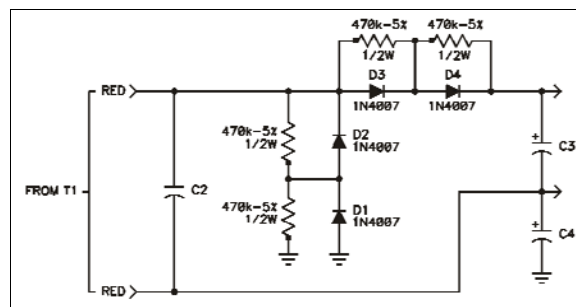 470k-5% 470k-5%
1/2W 1/2W
RED
D3 D4
1N4007 1N4007
470k-5%
1/2W
D2
1N4007
C3
FROM T1
C2
470k-5%
1/2W
D1
1N4007
C4
RED